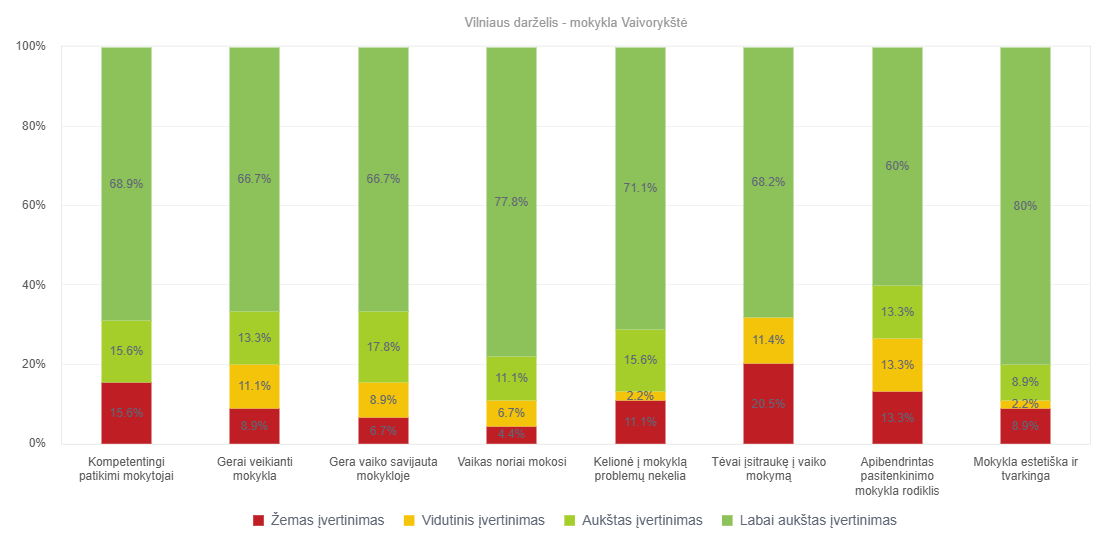 Vilniaus darželis - mokykla Vaivorykštė
100%
80%
60%
40%
20%
0%
68.9%
15.6%
15.6%
66.7%
13.3%
11.1%
8.9%
66.7%
17.8%
8.9%
6.7%
77.8%
11.1%
6.7%
4.4%
71.1%
15.6%
2.2%
11.1%
68.2%
11.4%
20.5%
60%
13.3%
13.3%
13.3%
80%
8.9%
2.2%
8.9%
Kompetentingi
patikimi mokytojai
Gerai veikianti
mokykla
Gera vaiko savijauta
mokykloje
Vaikas noriai mokosi
Kelionė į mokyklą
problemų nekelia
Tėvai įsitraukę į vaiko
mokymą
Apibendrintas
pasitenkinimo
mokykla rodiklis
Mokykla estetiška ir
tvarkinga
Žemas įvertinimas
Vidutinis įvertinimas
Aukštas įvertinimas
Labai aukštas įvertinimas